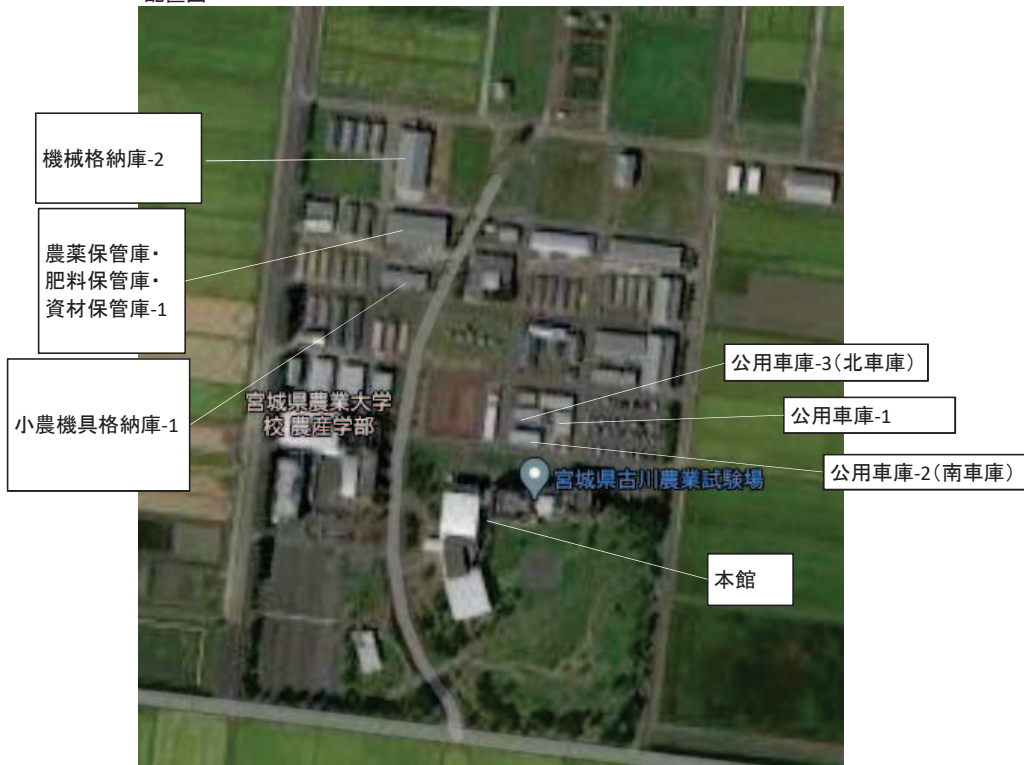 機械格納庫-2
農薬保管庫・
肥料保管庫・
資材保管庫-1
小農機具格納庫-1
公用車庫-3（北車庫）
公用車庫-1
公用車庫-2（南車庫）
宮城県農業大学
校 農産学部
宮城県古川農業試験場
本館